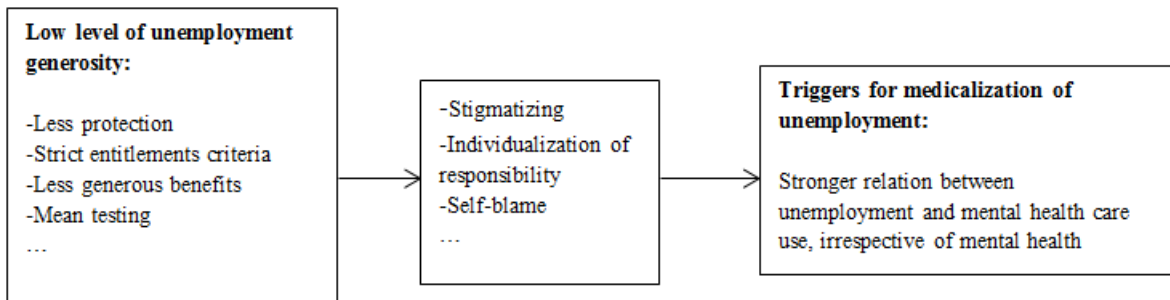 Low level of unemployment
generosity:
-Less protection
-Strict entitlements criteria
-Less generous benefits
-Mean testing
…
-Stigmatizing
-Individualization of
responsibility
-Self-blame
…
Triggers for medicalization of
unemployment:
Stronger relation between
unemployment and mental health care
use, irrespective of mental health